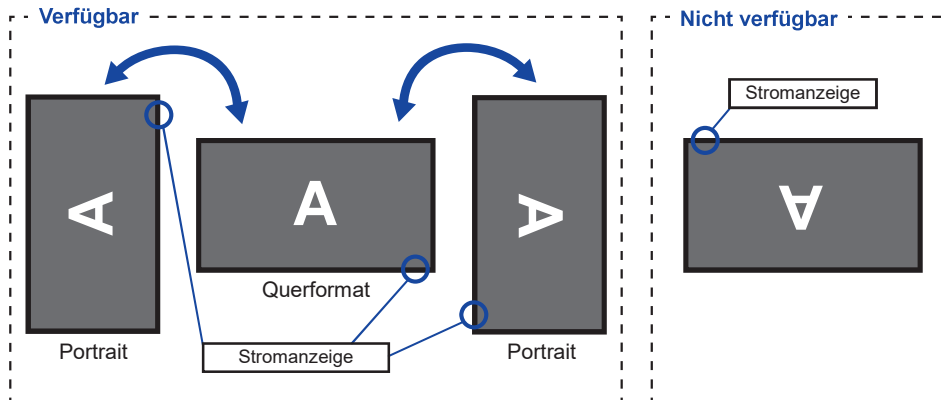 Verfügbar
Nicht verfügbar
Stromanzeige
A
A
A
A
Querformat
Portrait
Stromanzeige
Portrait